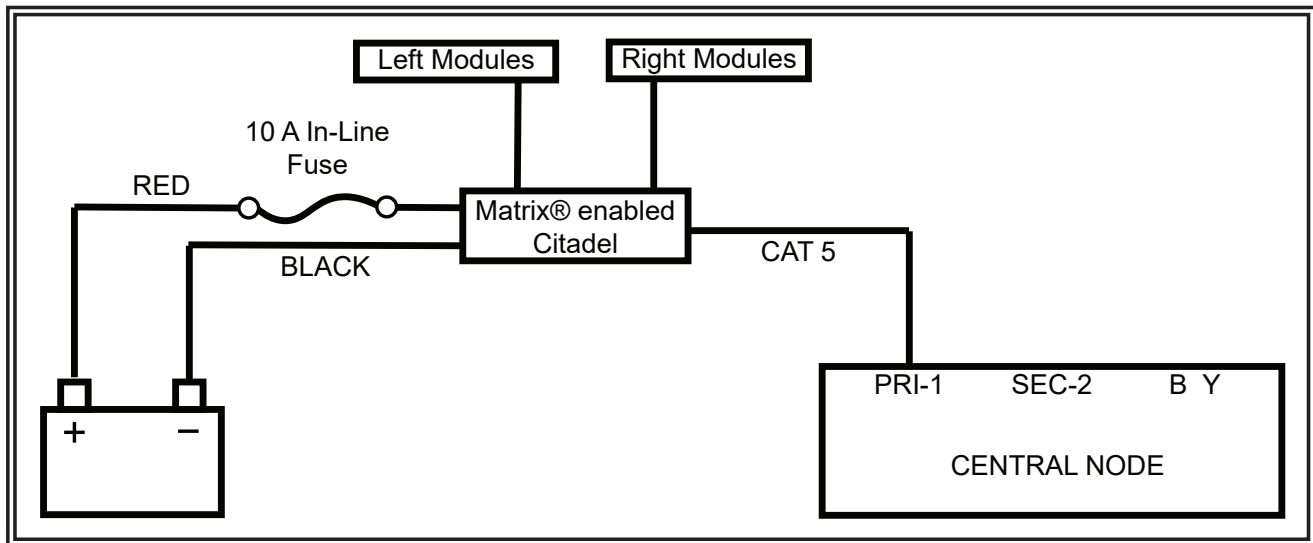 Left Modules
Right Modules
10 A In-Line
Fuse
RED
Matrix® enabled
Citadel
BLACK
CAT 5
PRI-1 SEC-2 B Y
+ −
CENTRAL NODE